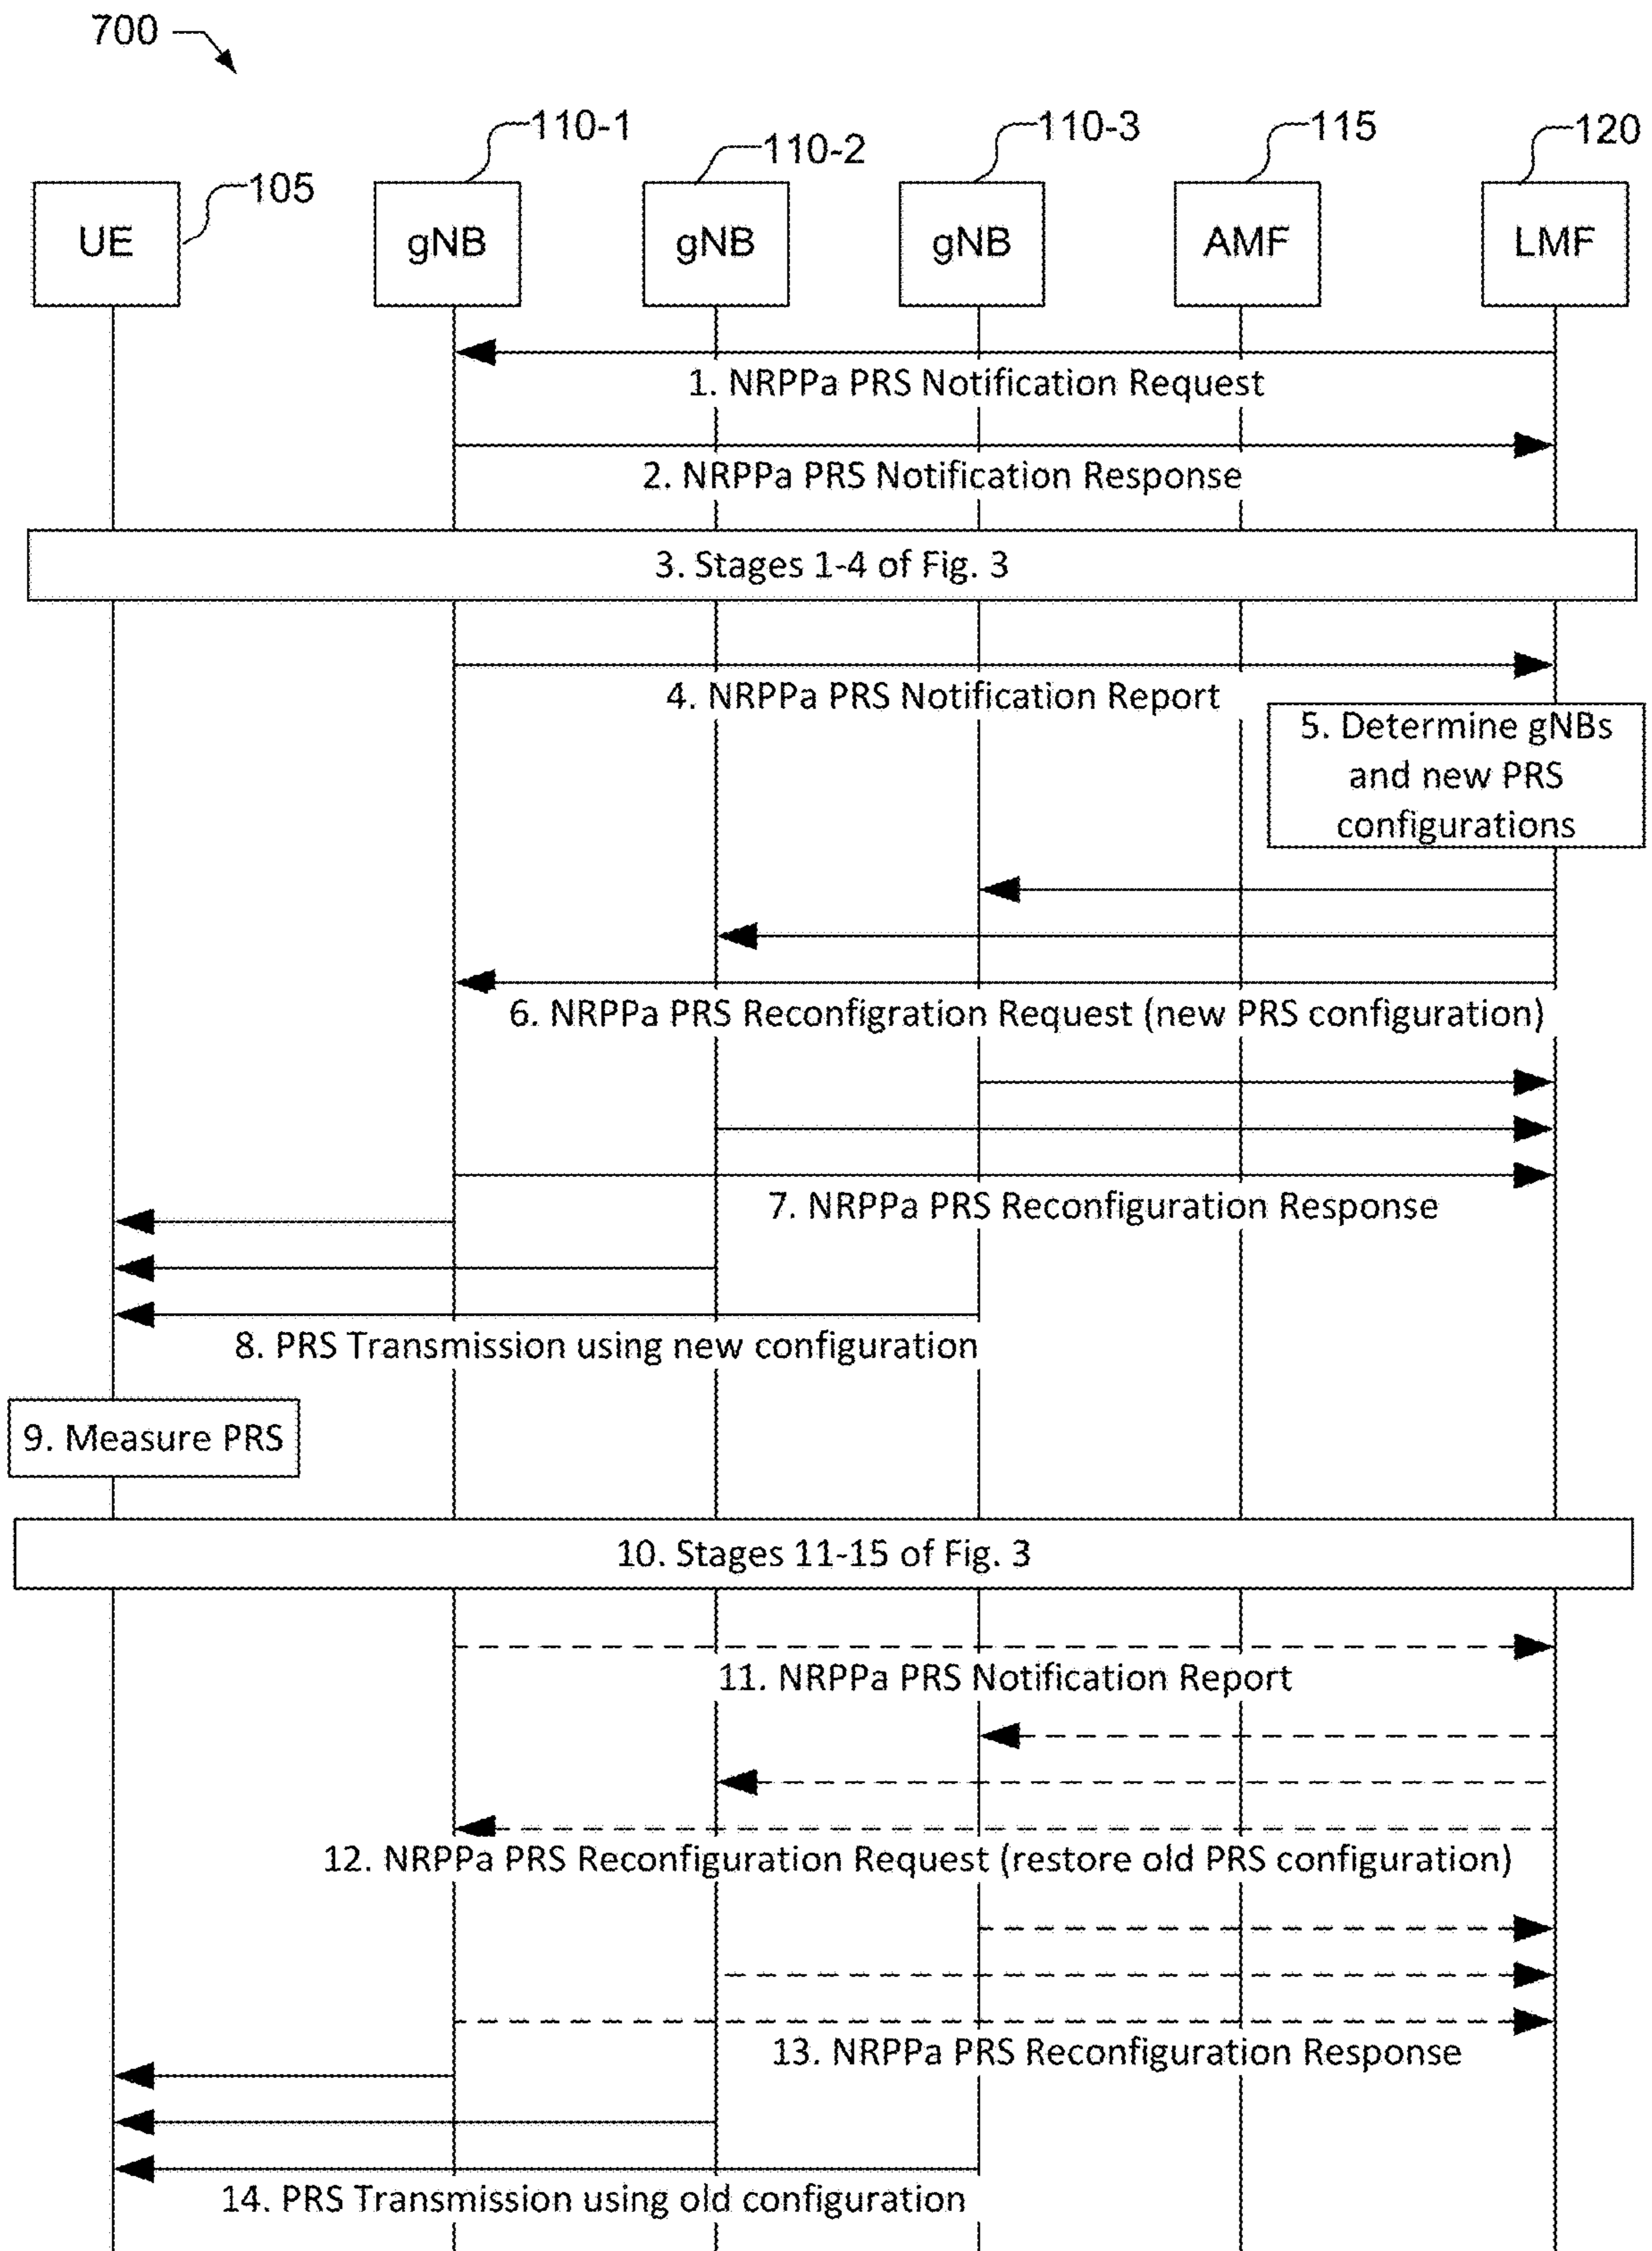 700
110-1
110-2
110-3
115
120
105
UE
gNB
gNB
gNB
AMF
LMF
1. NRPPa PRS Notification Request
2. NRPPa PRS Notification Response
3. Stages 1-4 of Fig. 3
4. NRPPa PRS Notification Report
5. Determine gNBs
and new PRS
configurations
6. NRPPa PRS Reconfigration Request (new PRS configuration)
7. NRPPa PRS Reconfiguration Response
8. PRS Transmission using new configuration
9. Measure PRS
10. Stages 11-15 of Fig. 3
11. NRPPa PRS Notification Report
12. NRPPa PRS Reconfiguration Request (restore old PRS configuration)
13. NRPPa PRS Reconfiguration Response
14. PRS Transmission using old configuration